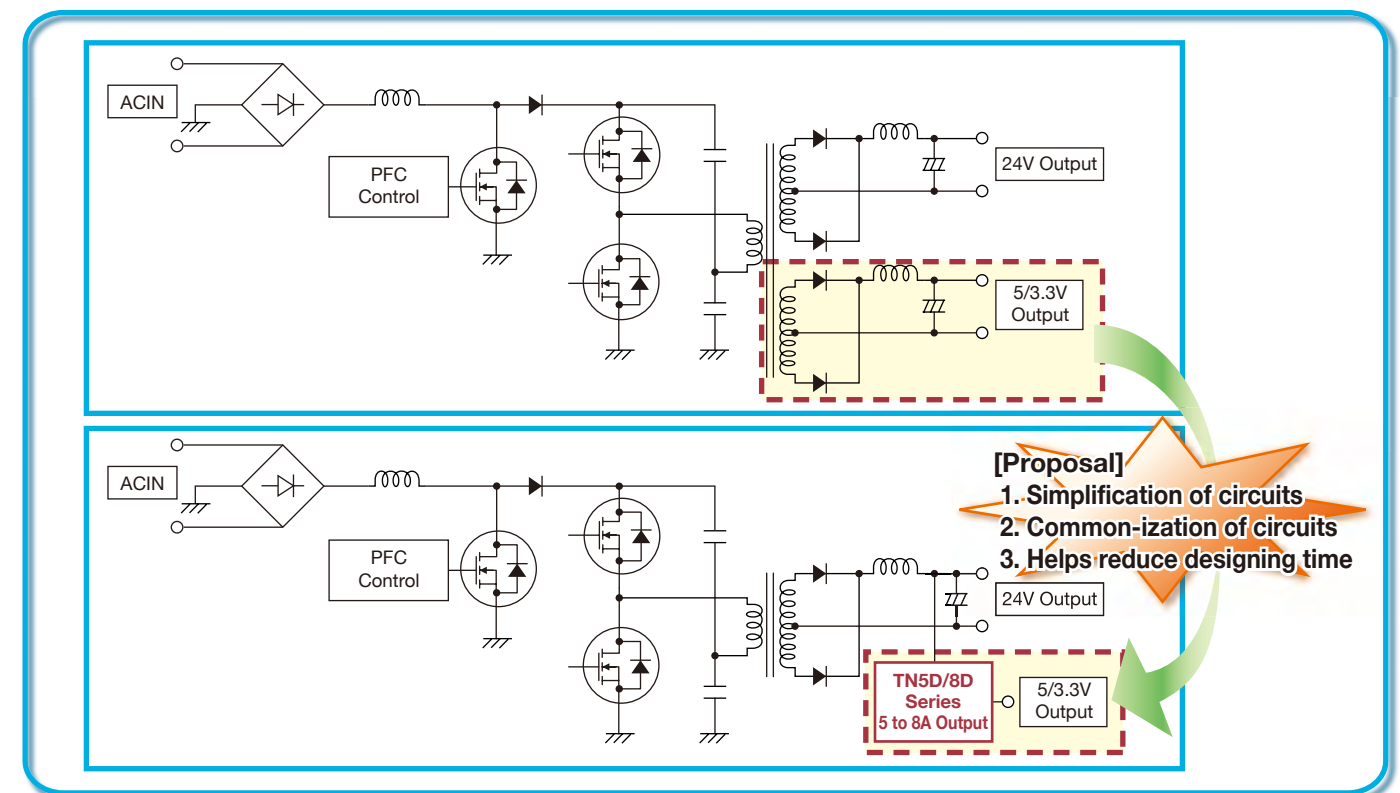 ACIN
PFC
Control
24V Output
5/3.3V
Output
[Proposal]
1. Simplification of circuits
2. Common-ization of circuits
3. Helps reduce designing time
ACIN
PFC
Control
24V Output
TN5D/8D
Series
5 to 8A Output
5/3.3V
Output